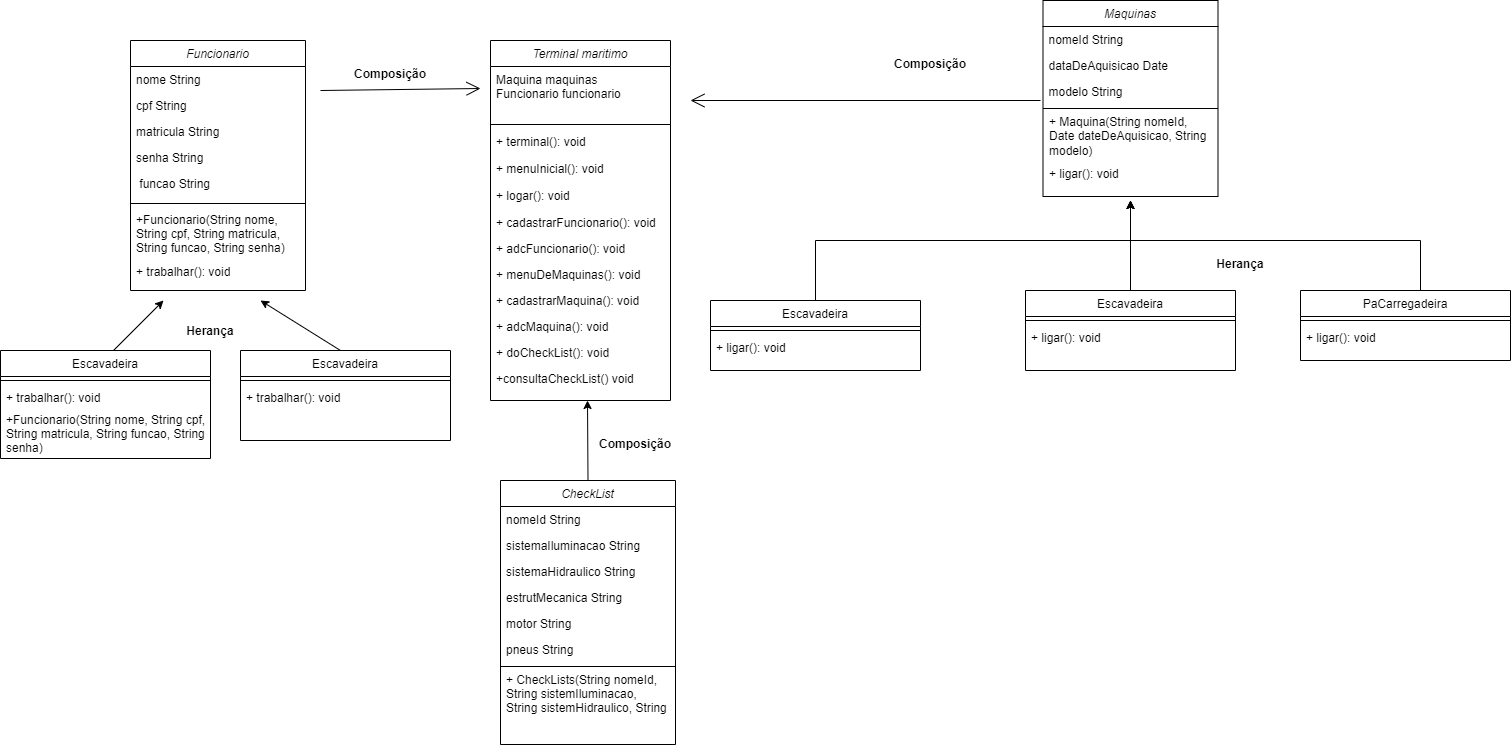 Funcionario
nome String
cpf String
matricula String
senha String
funcao String
+Funcionario(String nome,
String cpf, String matricula,
String funcao, String senha)
+ trabalhar(): void
Composição
Terminal maritimo
Maquina maquinas
Funcionario funcionario
+ terminal(): void
+ menuInicial(): void
+ logar(): void
+ cadastrarFuncionario(): void
+ adcFuncionario(): void
+ menuDeMaquinas(): void
+ cadastrarMaquina(): void
+ adcMaquina(): void
+ doCheckList(): void
+consultaCheckList() void
Composição
Maquinas
nomeId String
dataDeAquisicao Date
modelo String
+ Maquina(String nomeId,
Date dateDeAquisicao, String
modelo)
+ ligar(): void
Herança
Escavadeira
+ trabalhar(): void
+Funcionario(String nome, String cpf,
String matricula, String funcao, String
senha)
Escavadeira
+ trabalhar(): void
Herança
Escavadeira
+ ligar(): void
Escavadeira
+ ligar(): void
PaCarregadeira
+ ligar(): void
Composição
CheckList
nomeId String
sistemaIluminacao String
sistemaHidraulico String
estrutMecanica String
motor String
pneus String
+ CheckLists(String nomeId,
String sistemIluminacao,
String sistemHidraulico, String